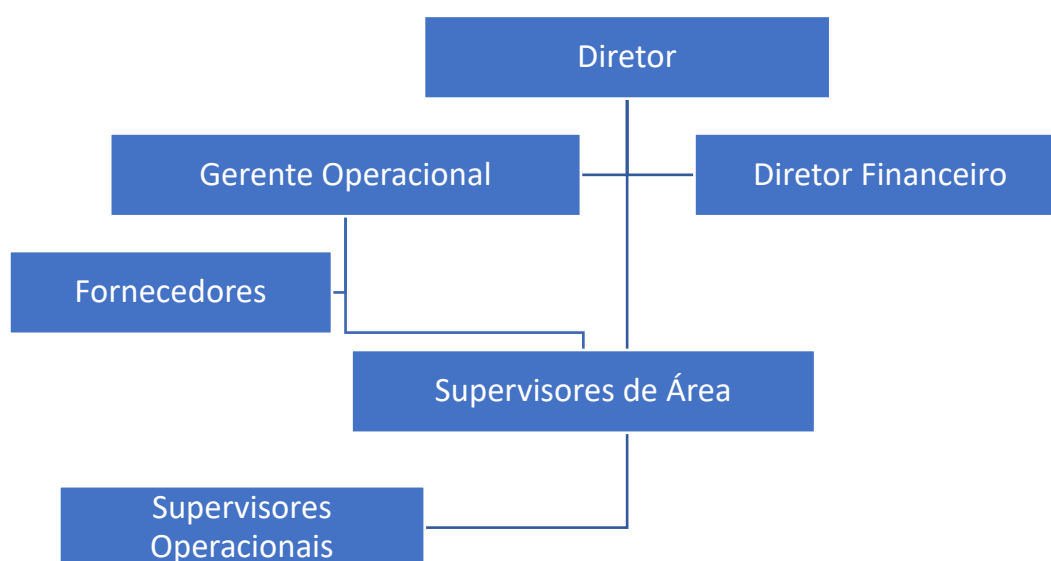 Diretor
Gerente Operacional
Diretor Financeiro
Fornecedores
Supervisores de Área
Supervisores
Operacionais